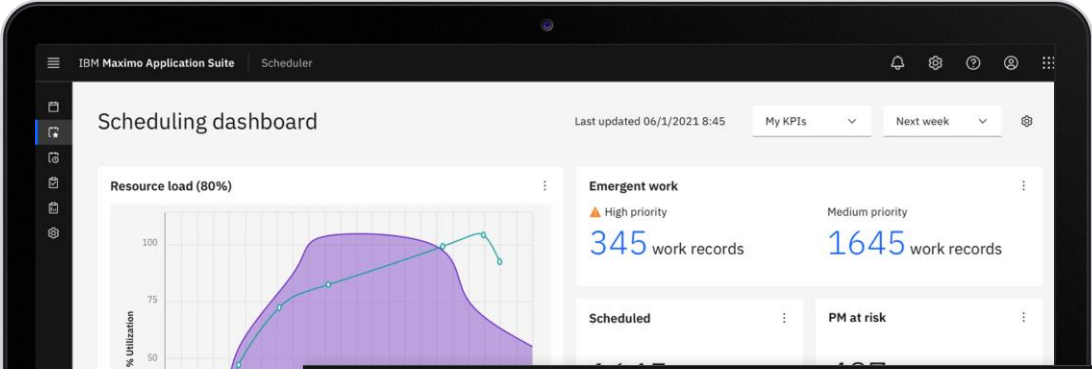 IBM Maximo Application Suite Scheduler
Scheduling dashboard
Last updated 06/1/2021 8:45
My KPIs
Next week
Resource load (80%)
100
75
50
% Utilization
Emergent work
High priority
345 work records
Medium priority
1645 work records
Scheduled
PM at risk